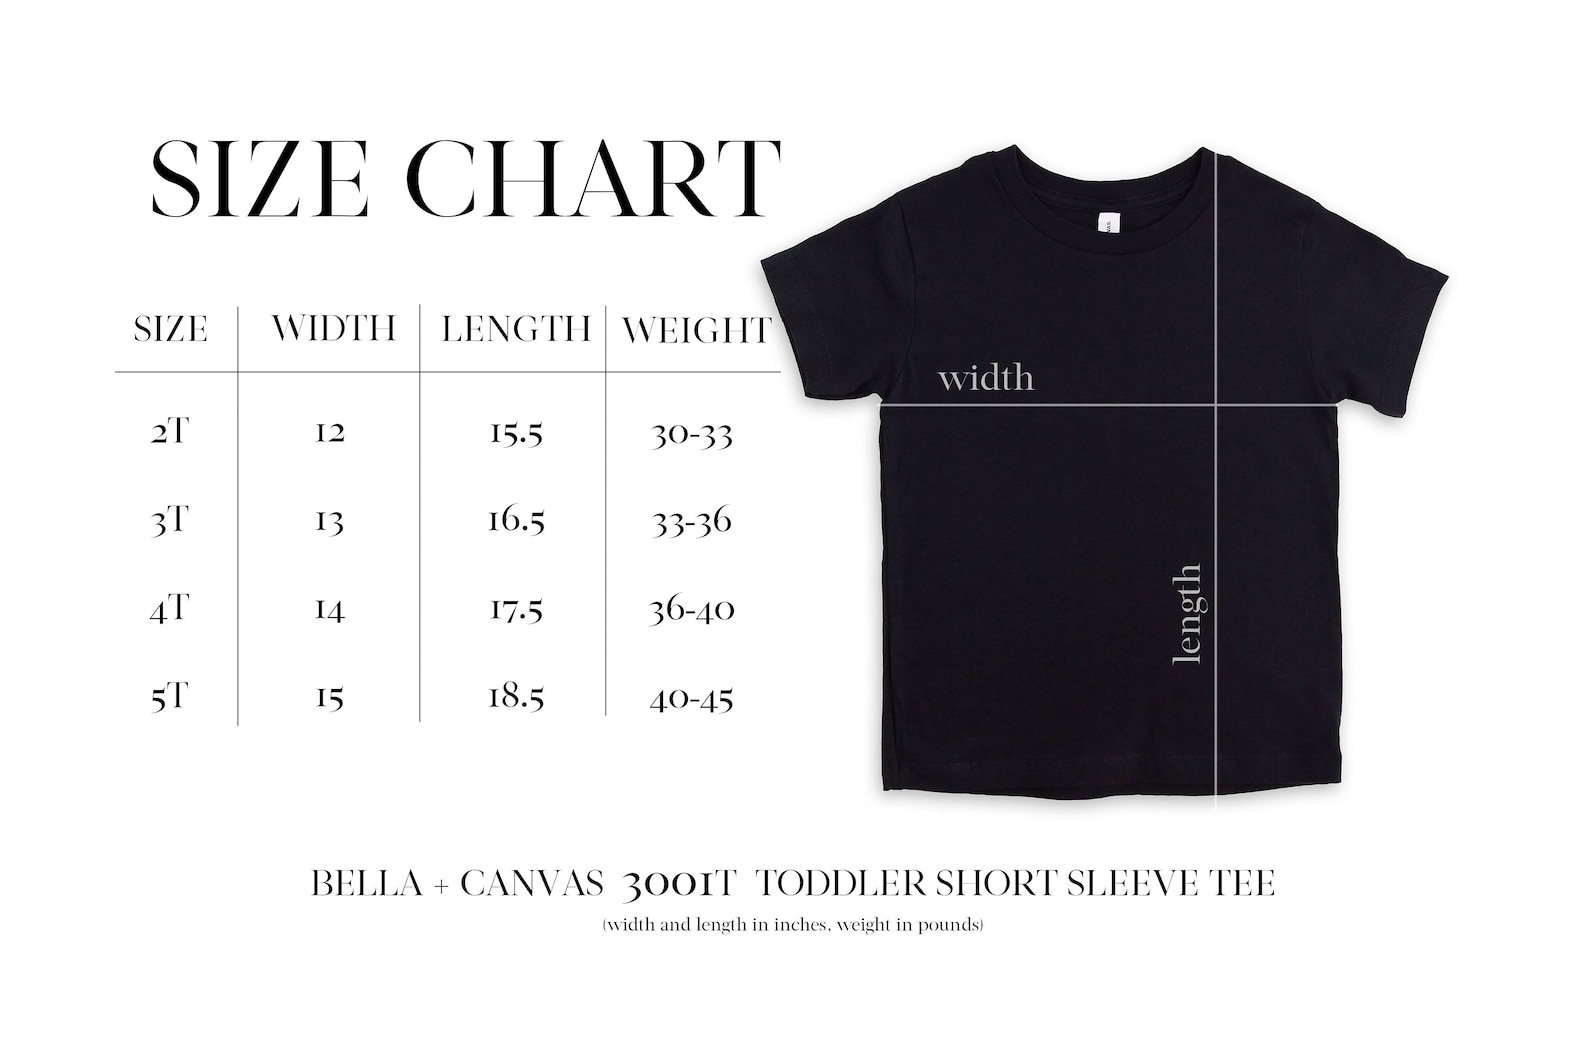 SIZE CHART
SIZE WIDTH LENGTH WEIGHT
2T 12 15.5 30-33
3T 13 16.5 33-36
4T 14 17.5 36-40
5T 15 18.5 40-45
width
length
BELLA + CANVAS 3001T TODDLER SHORT SLEEVE TEE
(width and length in inches, weight in pounds)